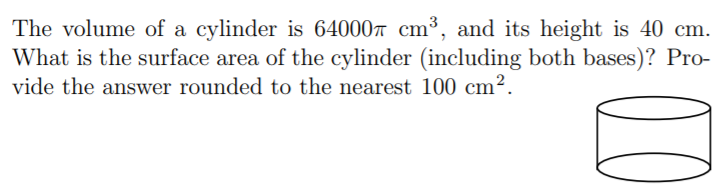 The volume of a cylinder is 64000π cm³, and its height is 40 cm.
What is the surface area of the cylinder (including both bases)? Pro-
vide the answer rounded to the nearest 100 cm².